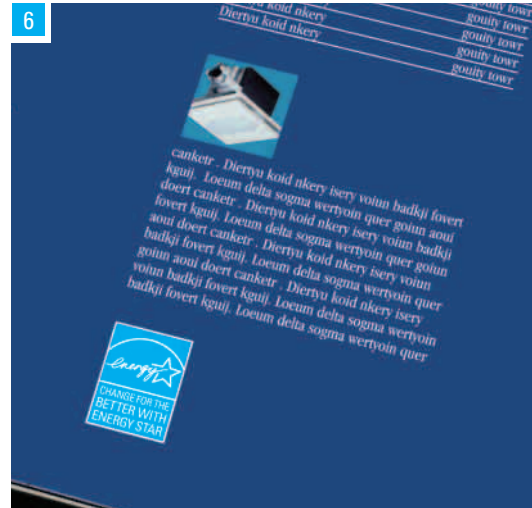 6
gouity towr
koid nkery gouity towr
Diertyu koid nkery gouity towr
gouity towr
gouity towr
canketr . Diertyu koid nkery isery voiun badkji fovert
kguij. Loeum delta sogma wertyoin quer goiun aoui
doert canketr . Diertyu koid nkery isery voiun badkji
fovert kguij. Loeum delta sogma wertyoin quer goiun
aoui doert canketr . Diertyu koid nkery isery voiun
badkji fovert kguij. Loeum delta sogma wertyoin quer
goiun aoui doert canketr . Diertyu koid nkery isery
voiun badkji fovert kguij. Loeum delta sogma wertyoin
badkji fovert kguij. Loeum delta sogma wertyoin quer
energy
CHANGE FOR THE
BETTER WITH
ENERGY STAR